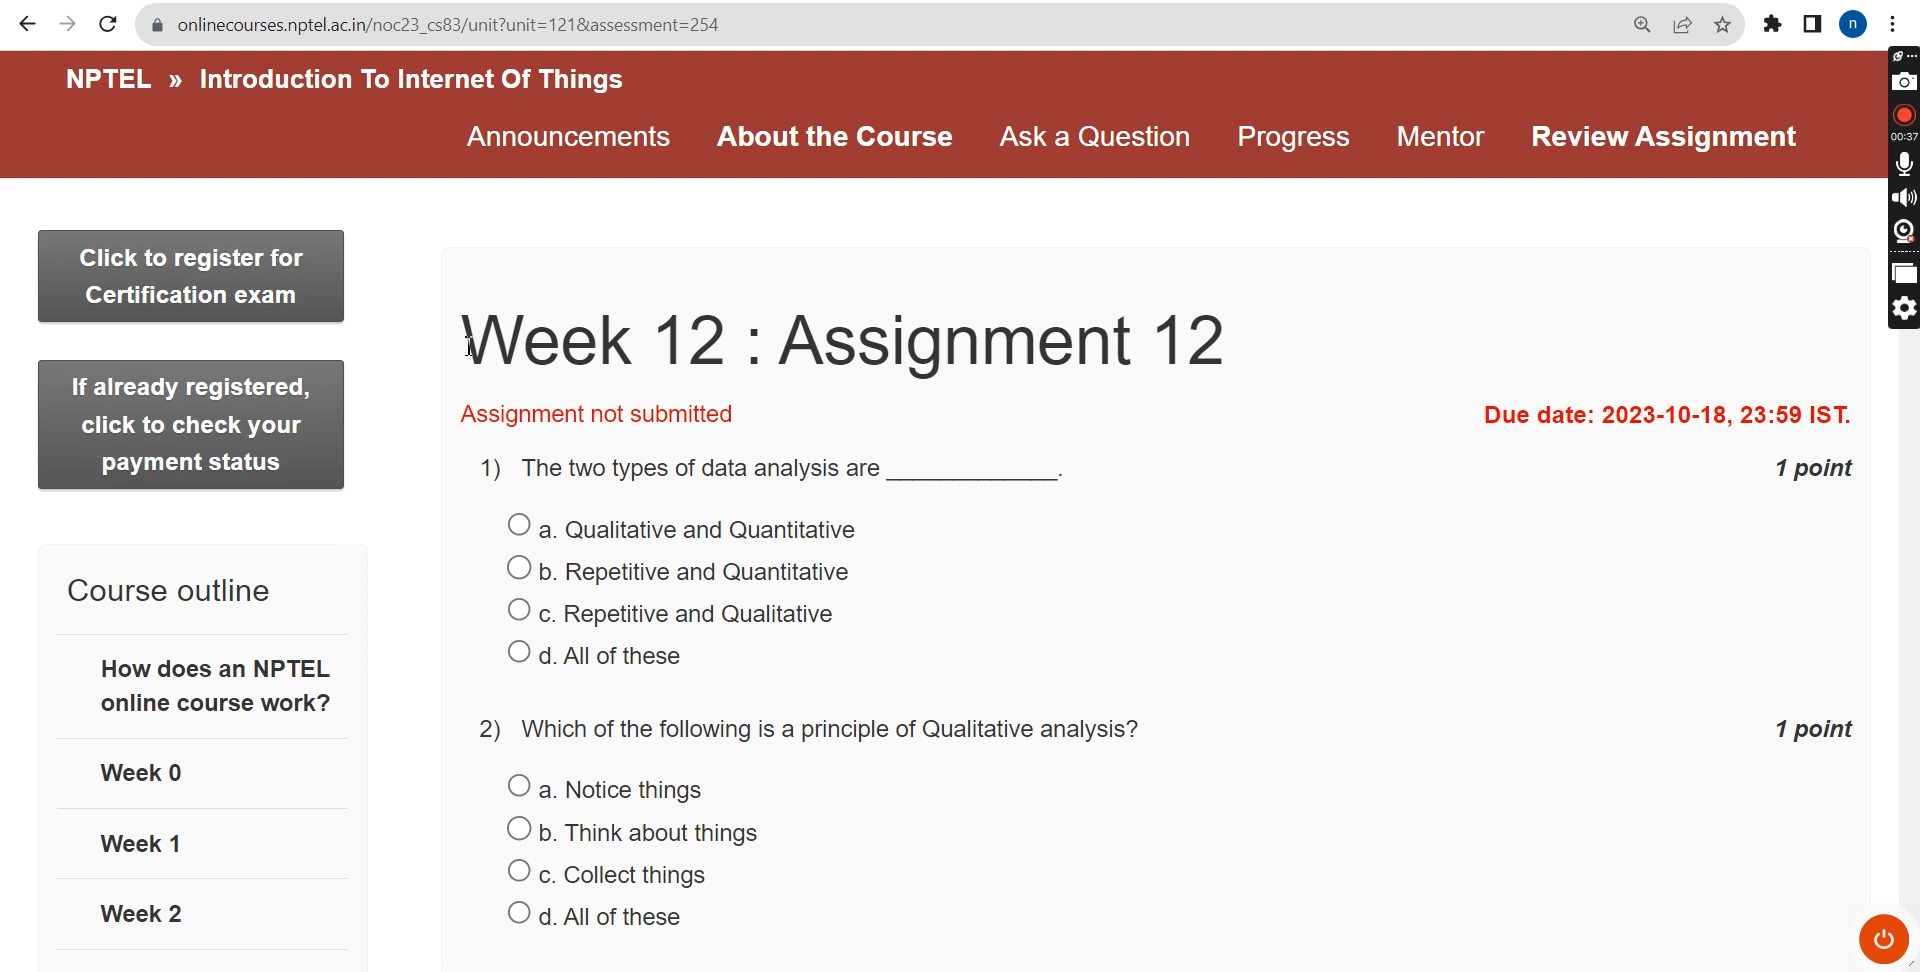 onlinecourses.nptel.ac.in/noc23_cs83/unit?unit=121&assessment=254
n
NPTEL » Introduction To Internet Of Things
Announcements About the Course Ask a Question Progress Mentor Review Assignment
00:37
Click to register for
Certification exam
If already registered,
click to check your
payment status
Course outline
How does an NPTEL
online course work?
Week 0
Week 1
Week 2
Week 12 : Assignment 12
Assignment not submitted Due date: 2023-10-18, 23:59 IST.
1) The two types of data analysis are _____________. 1 point
a. Qualitative and Quantitative
b. Repetitive and Quantitative
c. Repetitive and Qualitative
d. All of these
2) Which of the following is a principle of Qualitative analysis? 1 point
a. Notice things
b. Think about things
c. Collect things
d. All of these